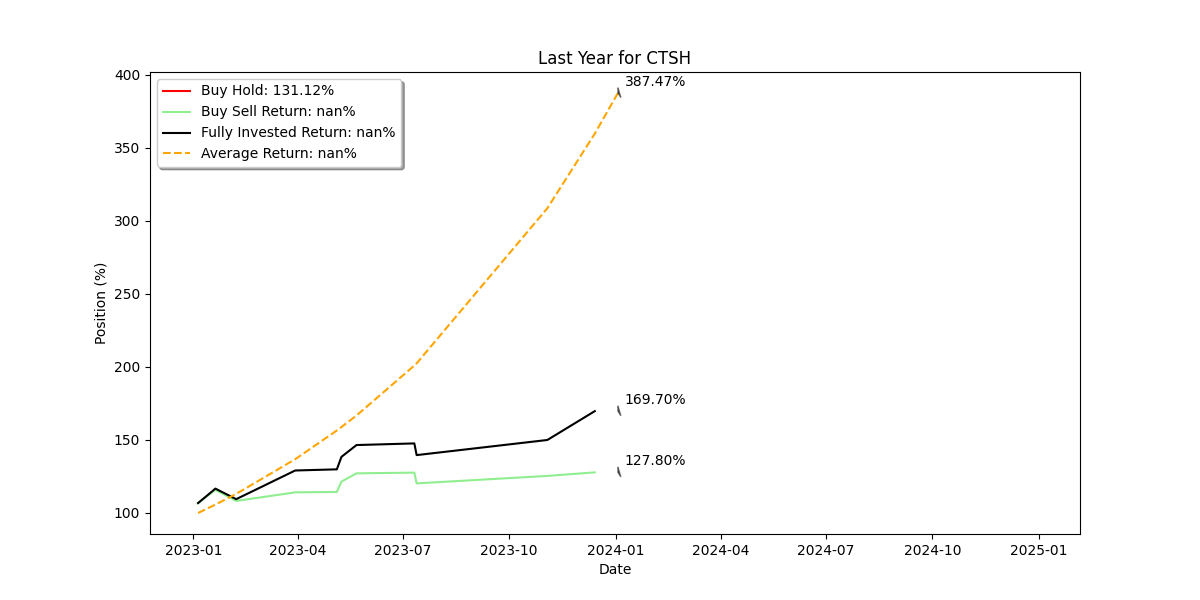 Last Year for CTSH
Buy Hold: 131.12%
Buy Sell Return: nan%
Fully Invested Return: nan%
Average Return: nan%
387.47%
169.70%
127.80%
Position (%)
400
350
300
250
200
150
100
2023-01 2023-04 2023-07 2023-10 2024-01 2024-04 2024-07 2024-10 2025-01
Date